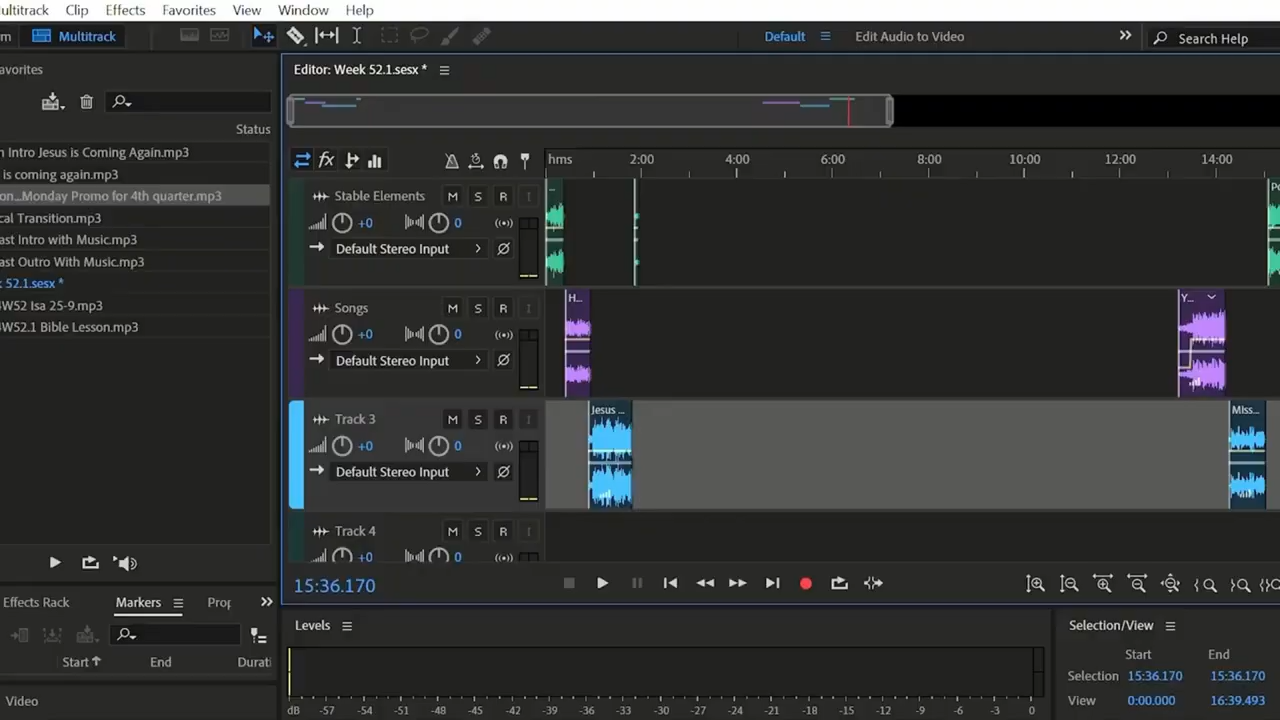 ultitrack Clip Effects Favorites View Window Help
m Multitrack Default Edit Audio to Video Search Help
avorites
Editor: Week 52.1.sesx *
Status
n Intro Jesus is Coming Again.mp3
is coming again.mp3
on...Monday Promo for 4th quarter.mp3
cal Transition.mp3
ast Intro with Music.mp3
ast Outro With Music.mp3
52.1.sesx *
W52 Isa 25-9.mp3
W52.1 Bible Lesson.mp3
fx
hms 2:00 4:00 6:00 8:00 10:00 12:00 14:00
Stable Elements M S R I
+0 0
Default Stereo Input
Songs M S R I
+0 0
Default Stereo Input
H...
Y...
Track 3 M S R I
+0 0
Default Stereo Input
Jesus ...
MIss...
Track 4 M S R I
+0 0
15:36.170
Effects Rack Markers Prop
Start End Durati
Video
Levels
dB -57 -54 -51 -48 -45 -42 -39 -36 -33 -30 -27 -24 -21 -18 -15 -12 -9 -6 -3 0
Selection/View
Start End
Selection 15:36.170 15:36.170
View 0:00.000 16:39.493